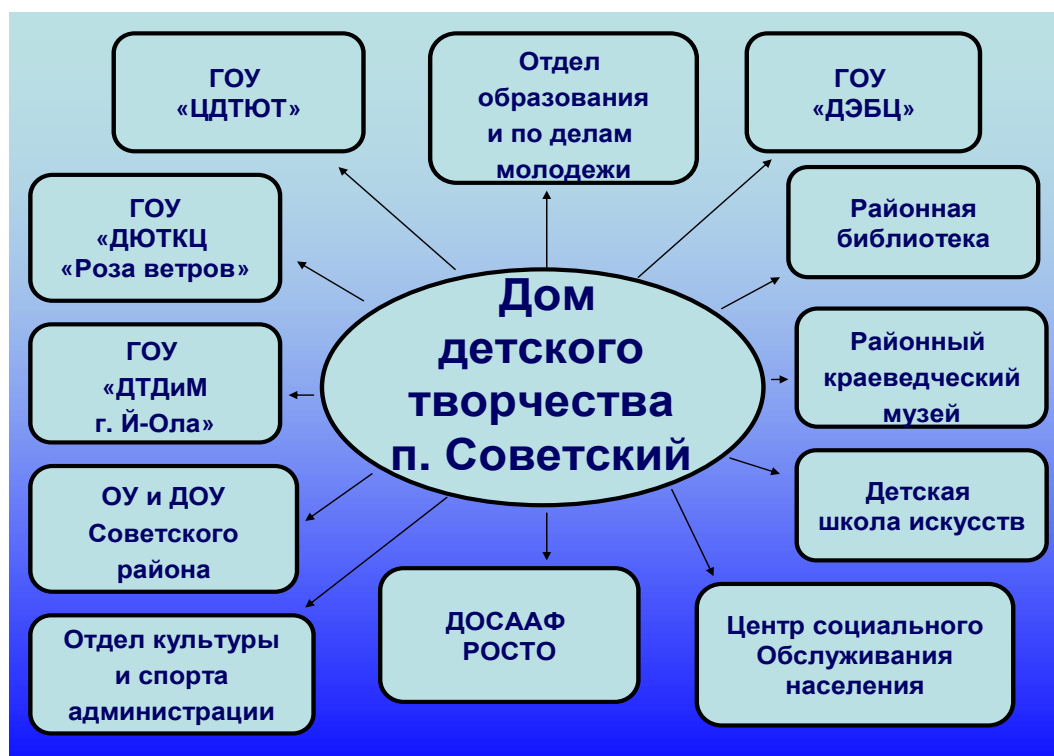 ГОУ
«ЦДТЮТ»
Отдел
образования
и по делам
молодежи
ГОУ
«ДЭБЦ»
ГОУ
«ДЮТКЦ
«Роза ветров»
Районная
библиотека
Дом
детского
творчества
п. Советский
ГОУ
«ДТДиМ
г. Й-Ола»
Районный
краеведческий
музей
ОУ и ДОУ
Советского
района
Детская
школа искусств
Отдел культуры
и спорта
администрации
ДОСААФ
РОСТО
Центр социального
Обслуживания
населения